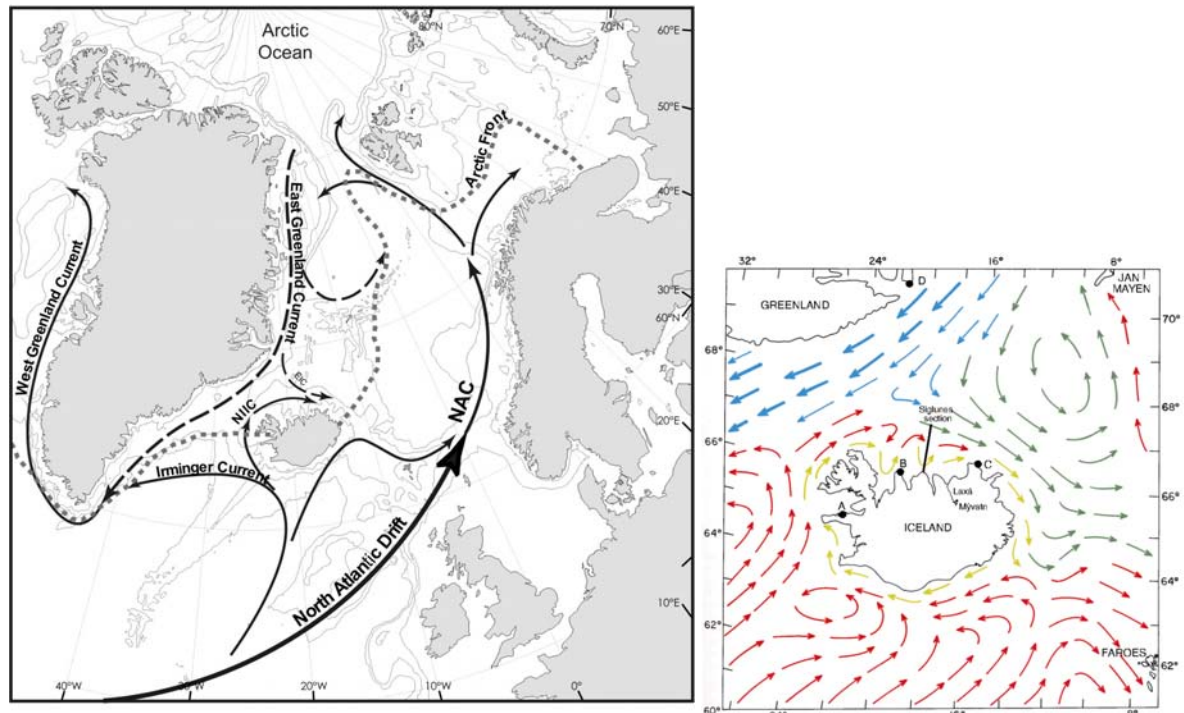 Arctic
Ocean
80°N
70°N
60°E
50°E
40°E
30°E
60°N
20°E
10°E
40°W
30°W
20°W
10°W
0°
Arctic Front
East Greenland Current
West Greenland Current
EIC
NIIC
NAC
Irminger Current
North Atlantic Drift
32°
24°
16°
8°
JAN
MAYEN
D
GREENLAND
70°
68°
68°
Siglunes
section
66°
66°
B
C
Laxá
Mývatn
A
ICELAND
64°
64°
62°
FAROES
62°
60°